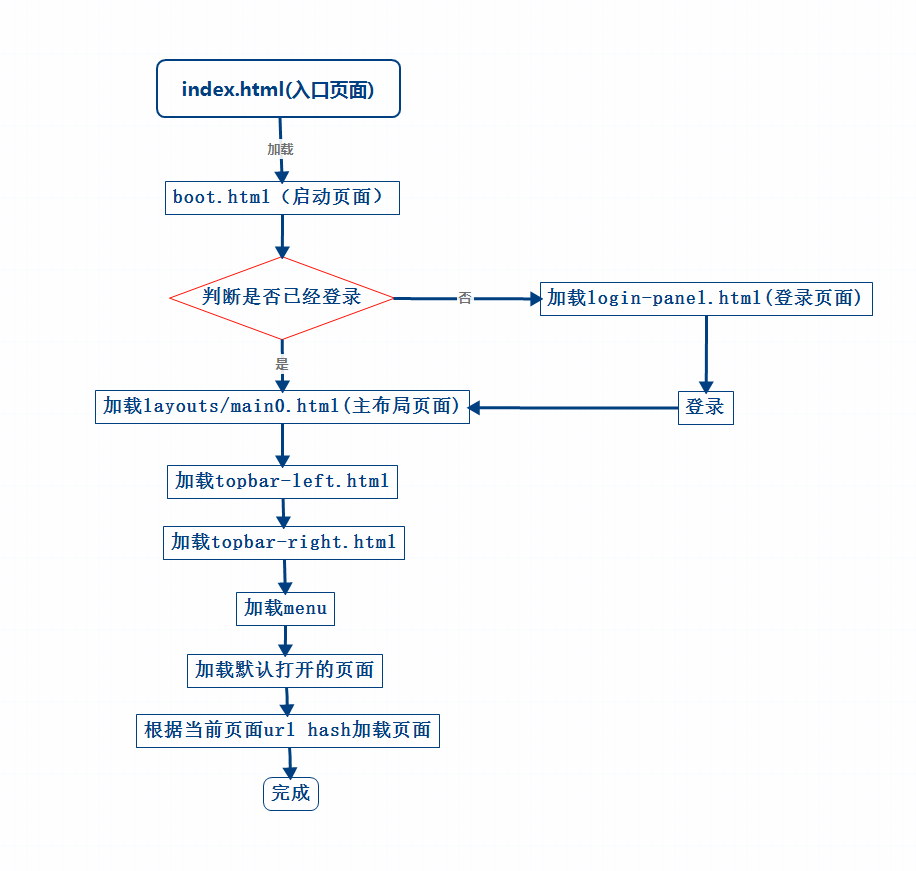 index.html(入口页面)
加载
boot.html（启动页面）
判断是否已经登录
否
加载login-panel.html(登录页面)
是
加载layouts/main0.html(主布局页面)
登录
加载topbar-left.html
加载topbar-right.html
加载menu
加载默认打开的页面
根据当前页面url hash加载页面
完成